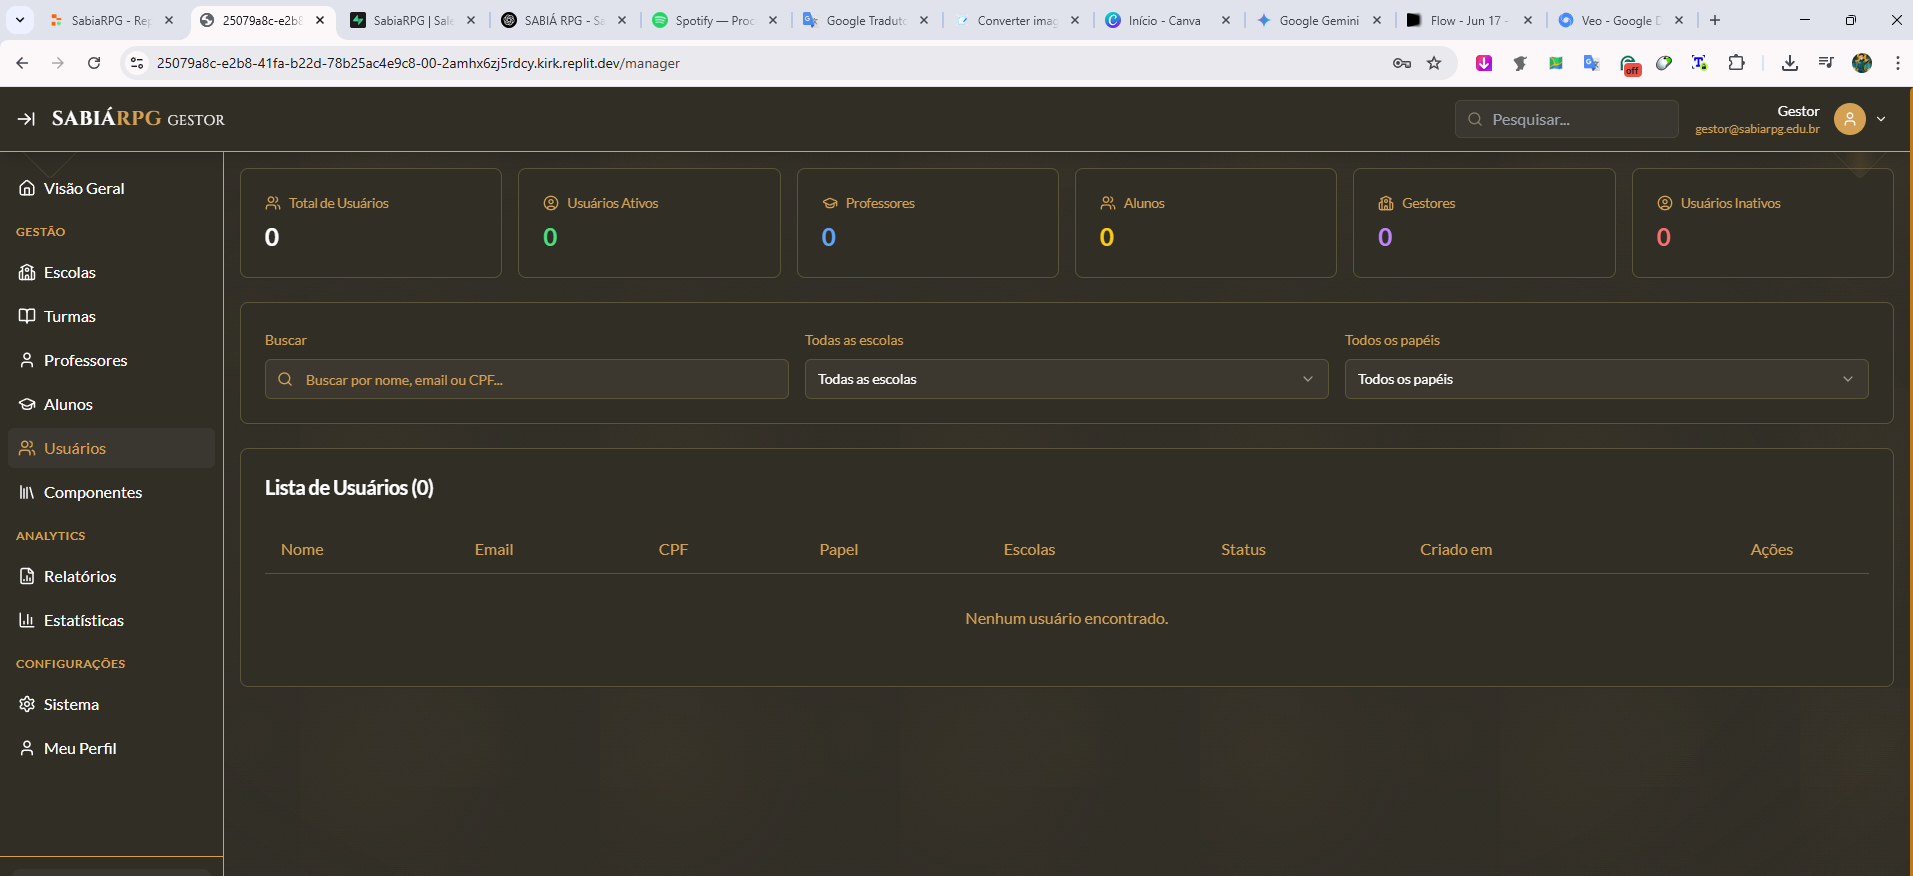 SabiaRPG - Rep
25079a8c-e2b8
SabiaRPG | Sale
SABIÁ RPG - Sa
Spotify — Proc
Google Traduto
Converter imag
Início - Canva
Google Gemini
Flow - Jun 17 -
Veo - Google D
25079a8c-e2b8-41fa-b22d-78b25ac4e9c8-00-2amhx6zj5rdcy.kirk.replit.dev/manager
off
SABIÁRPG GESTOR
Pesquisar...
Gestor
gestor@sabiarpg.edu.br
Visão Geral
GESTÃO
Escolas
Turmas
Professores
Alunos
Usuários
Componentes
ANALYTICS
Relatórios
Estatísticas
CONFIGURAÇÕES
Sistema
Meu Perfil
Total de Usuários
0
Usuários Ativos
0
Professores
0
Alunos
0
Gestores
0
Usuários Inativos
0
Buscar
Buscar por nome, email ou CPF...
Todas as escolas
Todas as escolas
Todos os papéis
Todos os papéis
Lista de Usuários (0)
Nome Email CPF Papel Escolas Status Criado em Ações
Nenhum usuário encontrado.